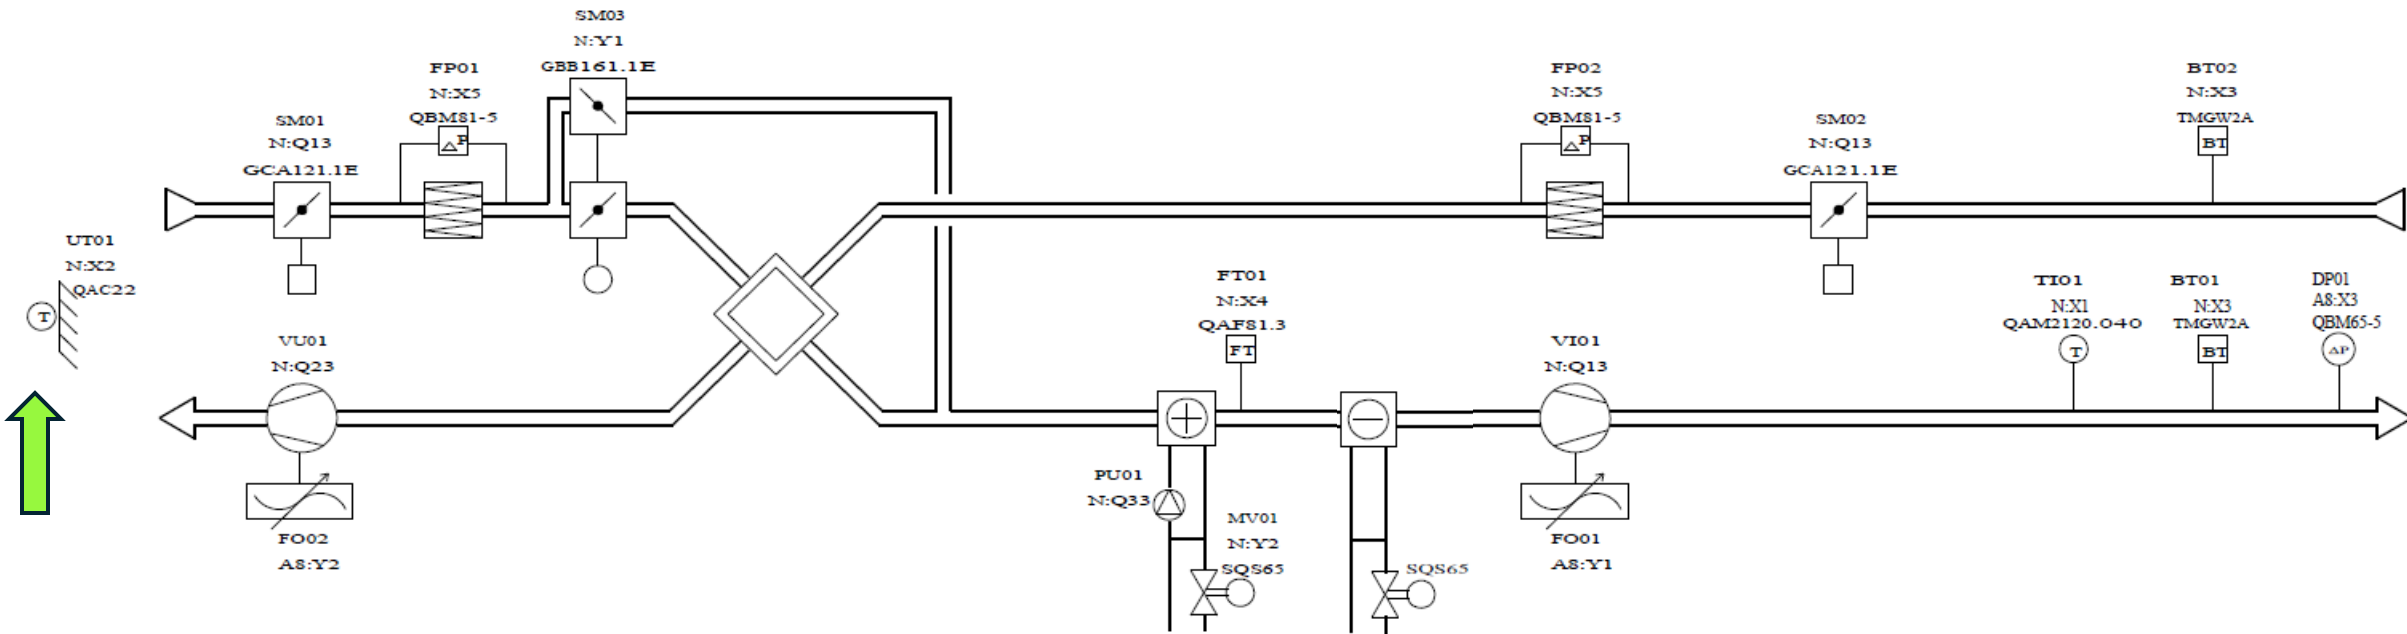 SM03
N:Y1
GBB161.1E
FP01
N:X5
QBM81-5
ΔP
SM01
N:Q13
GCA121.1E
FP02
N:X5
QBM81-5
ΔP
SM02
N:Q13
GCA121.1E
BT02
N:X3
TMGW2A
BT
UT01
N:X2
QAC22
T
VU01
N:Q23
FO02
A8:Y2
FT01
N:X4
QAF81.3
FT
VI01
N:Q13
FO01
A8:Y1
TI01
N:X1
QAM2120.040
T
BT01
N:X3
TMGW2A
BT
DP01
A8:X3
QBM65-5
ΔP
PU01
N:Q33
MV01
N:Y2
SQS65
SQS65